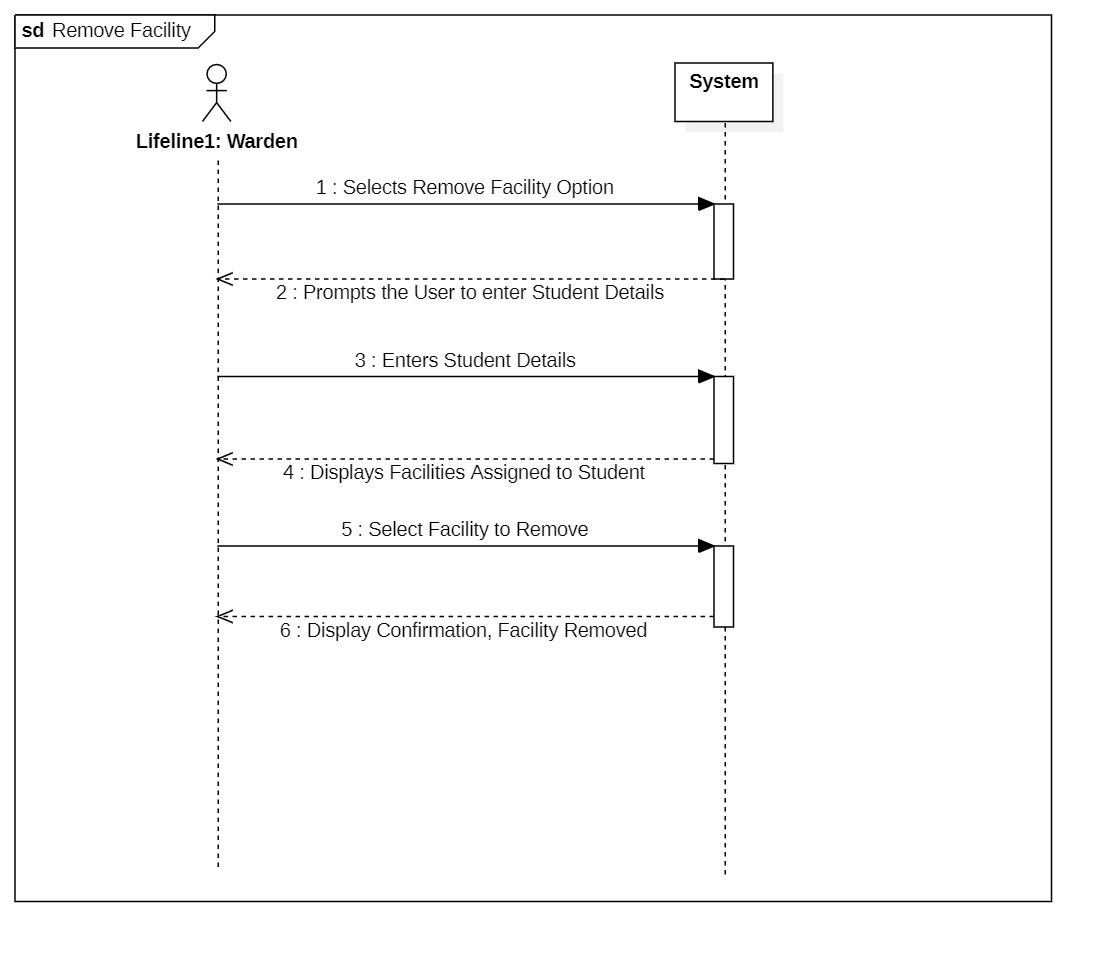 sd Remove Facility
System
Lifeline1: Warden
1 : Selects Remove Facility Option
2 : Prompts the User to enter Student Details
3 : Enters Student Details
4 : Displays Facilities Assigned to Student
5 : Select Facility to Remove
6 : Display Confirmation, Facility Removed